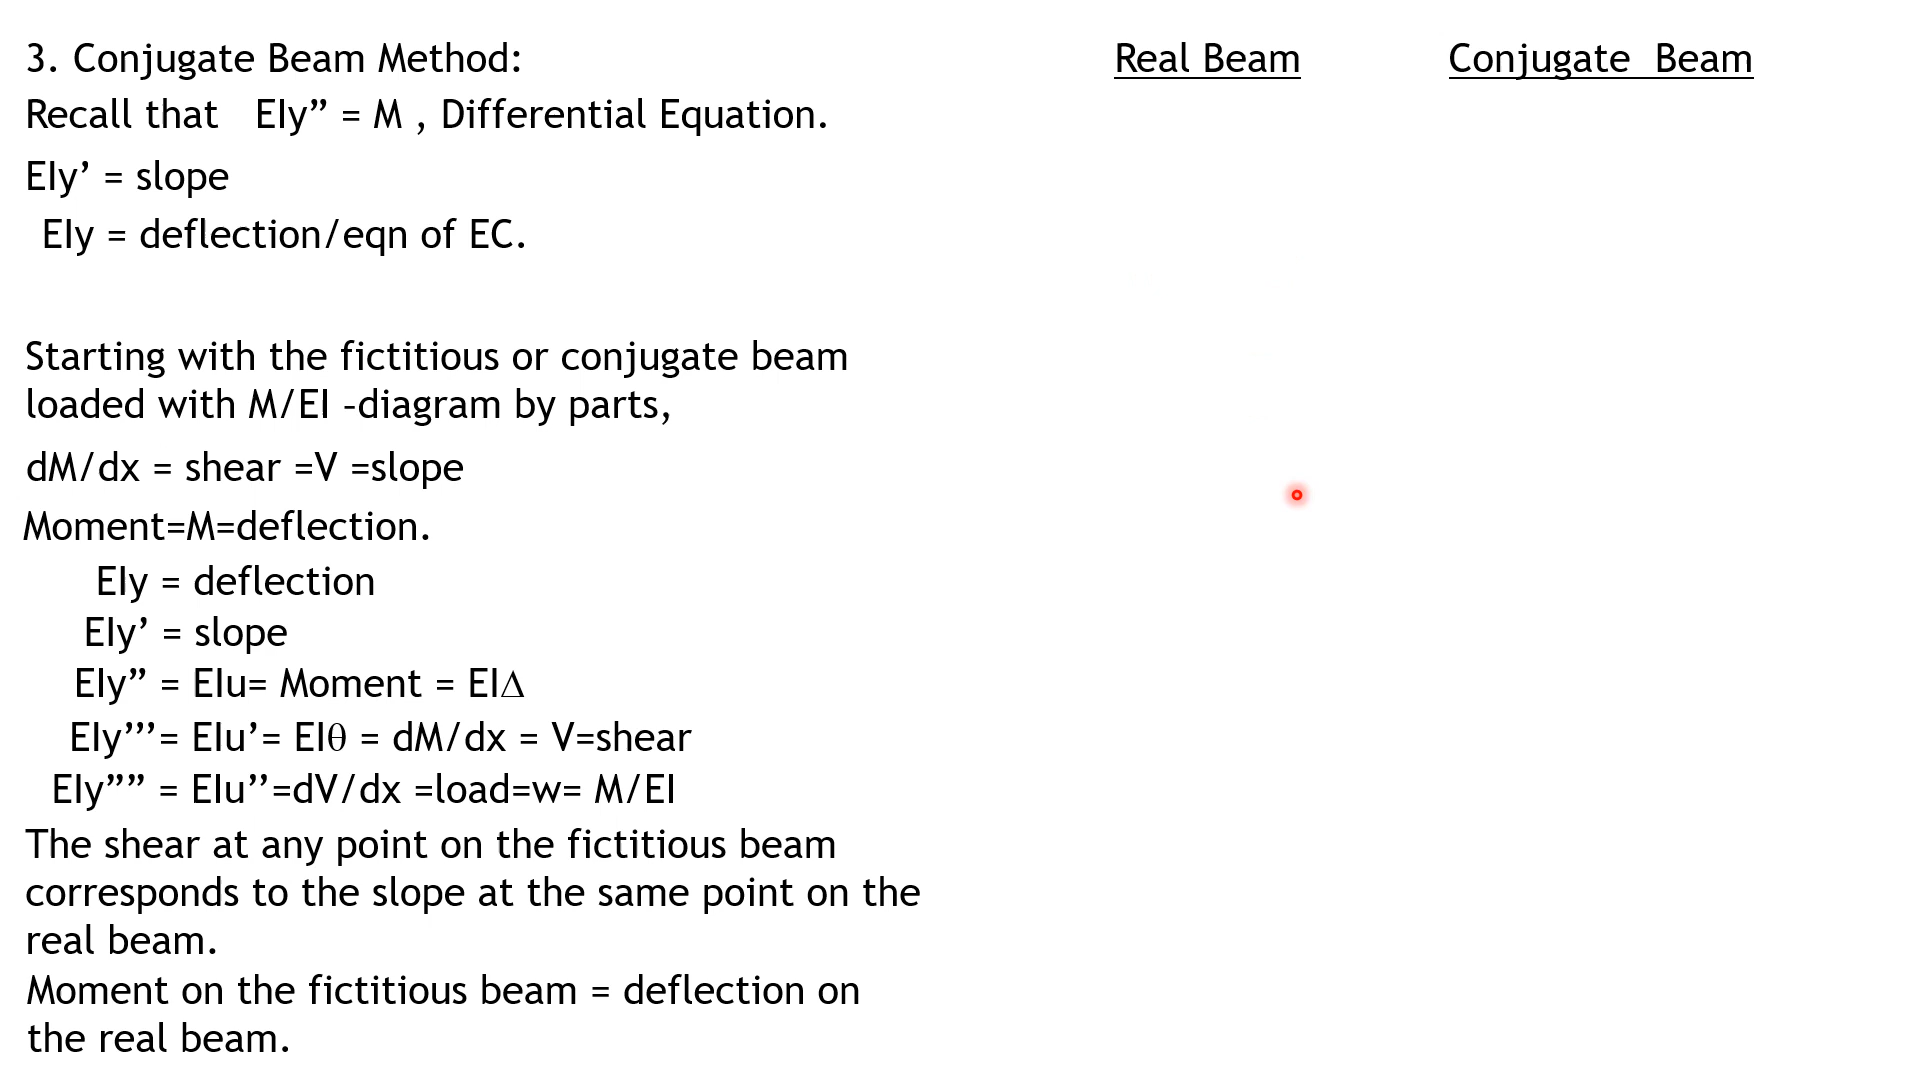 3. Conjugate Beam Method:
Recall that EIy” = M , Differential Equation.
EIy’ = slope
EIy = deflection/eqn of EC.
Starting with the fictitious or conjugate beam
loaded with M/EI –diagram by parts,
dM/dx = shear =V =slope
Moment=M=deflection.
EIy = deflection
EIy’ = slope
EIy” = EIu= Moment = EIΔ
EIy’’’= EIu’= EIθ = dM/dx = V=shear
EIy”” = EIu’’=dV/dx =load=w= M/EI
The shear at any point on the fictitious beam
corresponds to the slope at the same point on the
real beam.
Moment on the fictitious beam = deflection on
the real beam.
Real Beam
Conjugate Beam